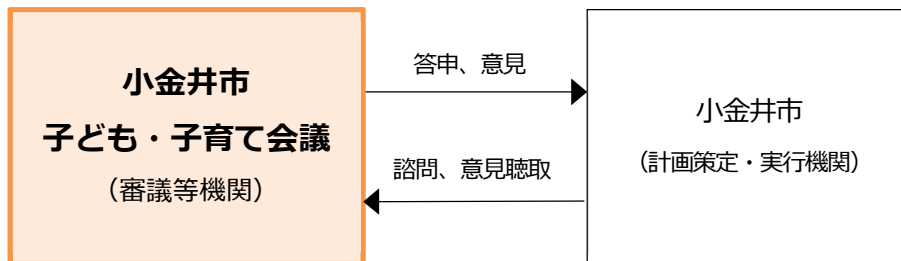 小金井市
子ども・子育て会議
（審議等機関）
答申、意見
諮問、意見聴取
小金井市
（計画策定・実行機関）